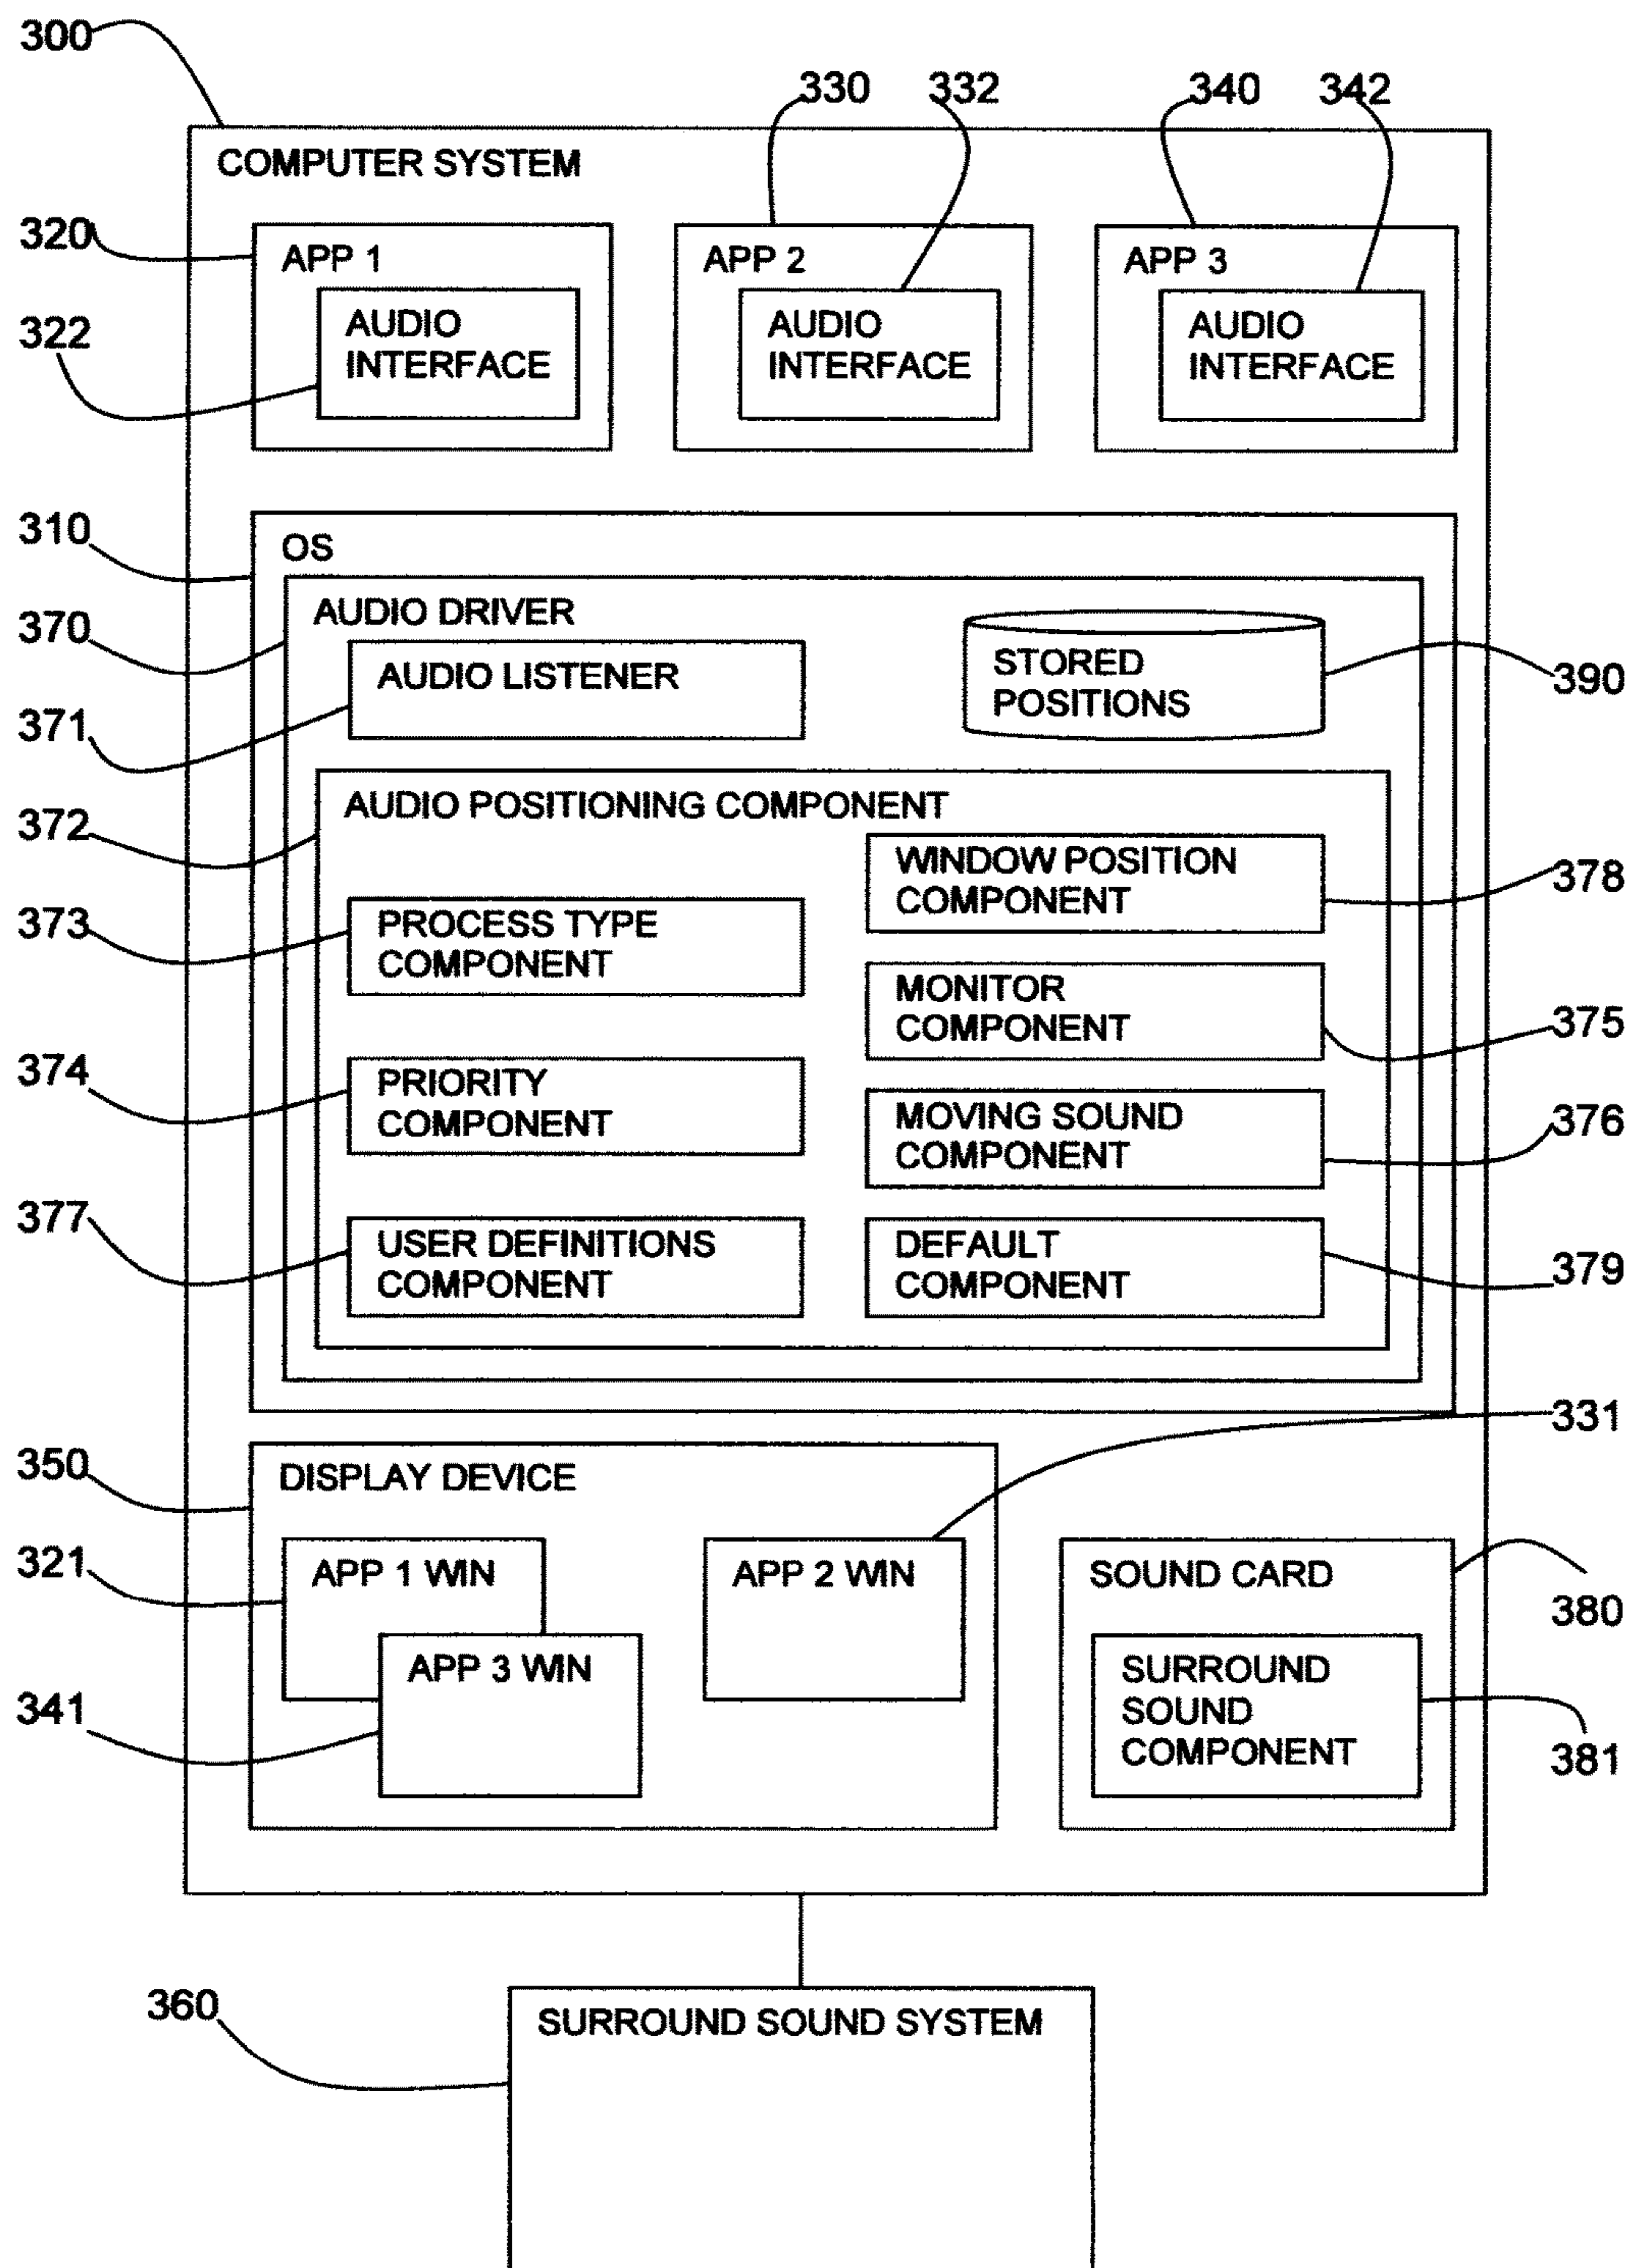 300
330 332 340 342
COMPUTER SYSTEM
320
APP 1
APP 2
APP 3
322
AUDIO
INTERFACE
AUDIO
INTERFACE
AUDIO
INTERFACE
310
OS
370
AUDIO DRIVER
AUDIO LISTENER
STORED
POSITIONS
390
371
372
AUDIO POSITIONING COMPONENT
WINDOW POSITION
COMPONENT
378
373
PROCESS TYPE
COMPONENT
MONITOR
COMPONENT
375
374
PRIORITY
COMPONENT
MOVING SOUND
COMPONENT
376
377
USER DEFINITIONS
COMPONENT
DEFAULT
COMPONENT
379
331
350
DISPLAY DEVICE
321
APP 1 WIN
APP 2 WIN
SOUND CARD
380
341
APP 3 WIN
SURROUND
SOUND
COMPONENT
381
360
SURROUND SOUND SYSTEM